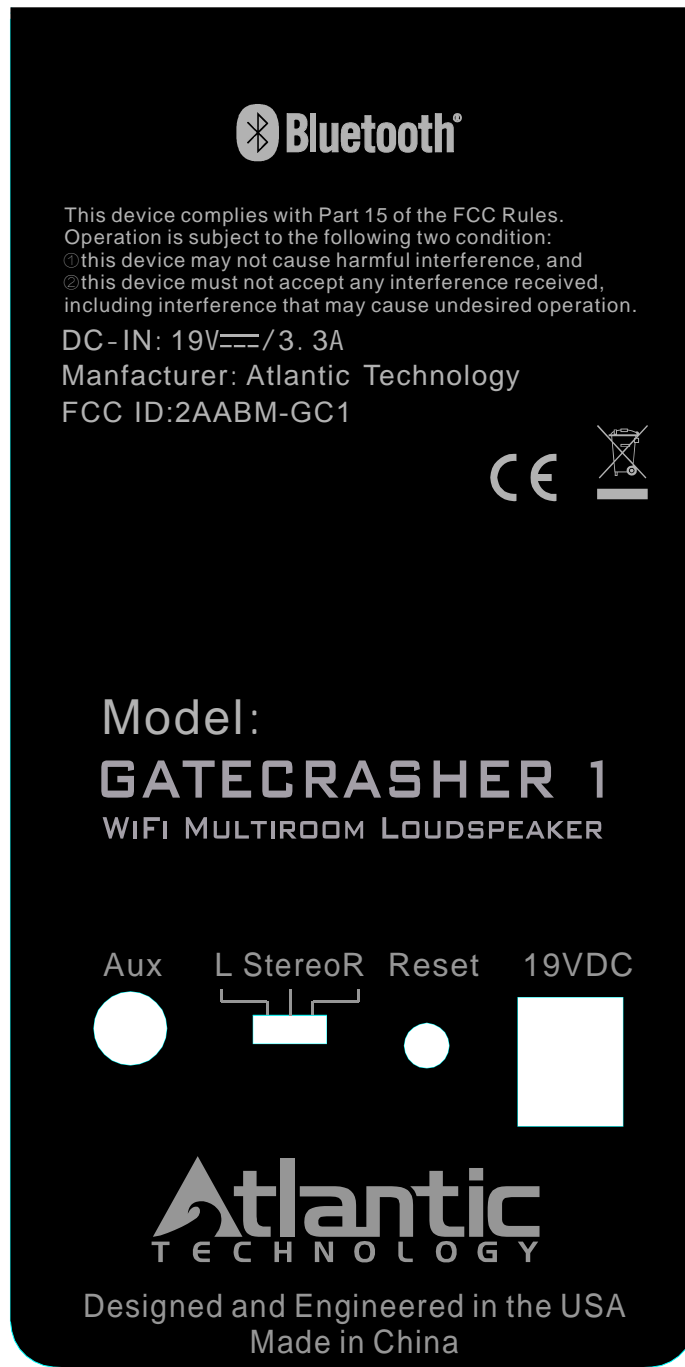 Bluetooth®
This device complies with Part 15 of the FCC Rules.
Operation is subject to the following two condition:
①this device may not cause harmful interference, and
②this device must not accept any interference received,
including interference that may cause undesired operation.
DC-IN: 19V⎓/3.3A
Manfacturer: Atlantic Technology
FCC ID:2AABM-GC1
CE
Model:
GATECRASHER 1
WIFI MULTIROOM LOUDSPEAKER
Aux L StereoR Reset 19VDC
Atlantic
TECHNOLOGY
Designed and Engineered in the USA
Made in China